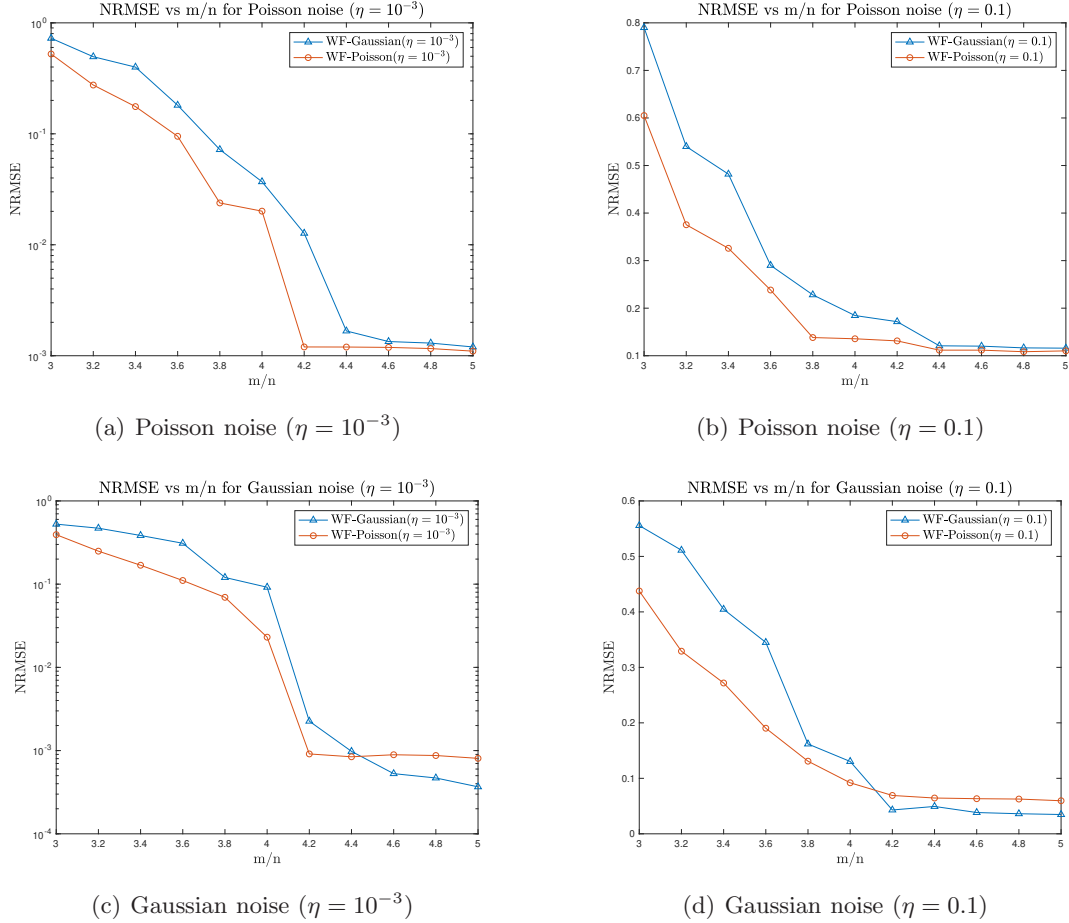 NRMSE vs m/n for Poisson noise (η = 10⁻³)
WF-Gaussian(η = 10⁻³)
WF-Poisson(η = 10⁻³)
NRMSE
10⁰
10⁻¹
10⁻²
10⁻³
3 3.2 3.4 3.6 3.8 4 4.2 4.4 4.6 4.8 5
m/n
(a) Poisson noise (η = 10⁻³)
NRMSE vs m/n for Poisson noise (η = 0.1)
WF-Gaussian(η = 0.1)
WF-Poisson(η = 0.1)
NRMSE
0.8
0.7
0.6
0.5
0.4
0.3
0.2
0.1
3 3.2 3.4 3.6 3.8 4 4.2 4.4 4.6 4.8 5
m/n
(b) Poisson noise (η = 0.1)
NRMSE vs m/n for Gaussian noise (η = 10⁻³)
WF-Gaussian(η = 10⁻³)
WF-Poisson(η = 10⁻³)
NRMSE
10⁰
10⁻¹
10⁻²
10⁻³
10⁻⁴
3 3.2 3.4 3.6 3.8 4 4.2 4.4 4.6 4.8 5
m/n
(c) Gaussian noise (η = 10⁻³)
NRMSE vs m/n for Gaussian noise (η = 0.1)
WF-Gaussian(η = 0.1)
WF-Poisson(η = 0.1)
NRMSE
0.6
0.5
0.4
0.3
0.2
0.1
0
3 3.2 3.4 3.6 3.8 4 4.2 4.4 4.6 4.8 5
m/n
(d) Gaussian noise (η = 0.1)